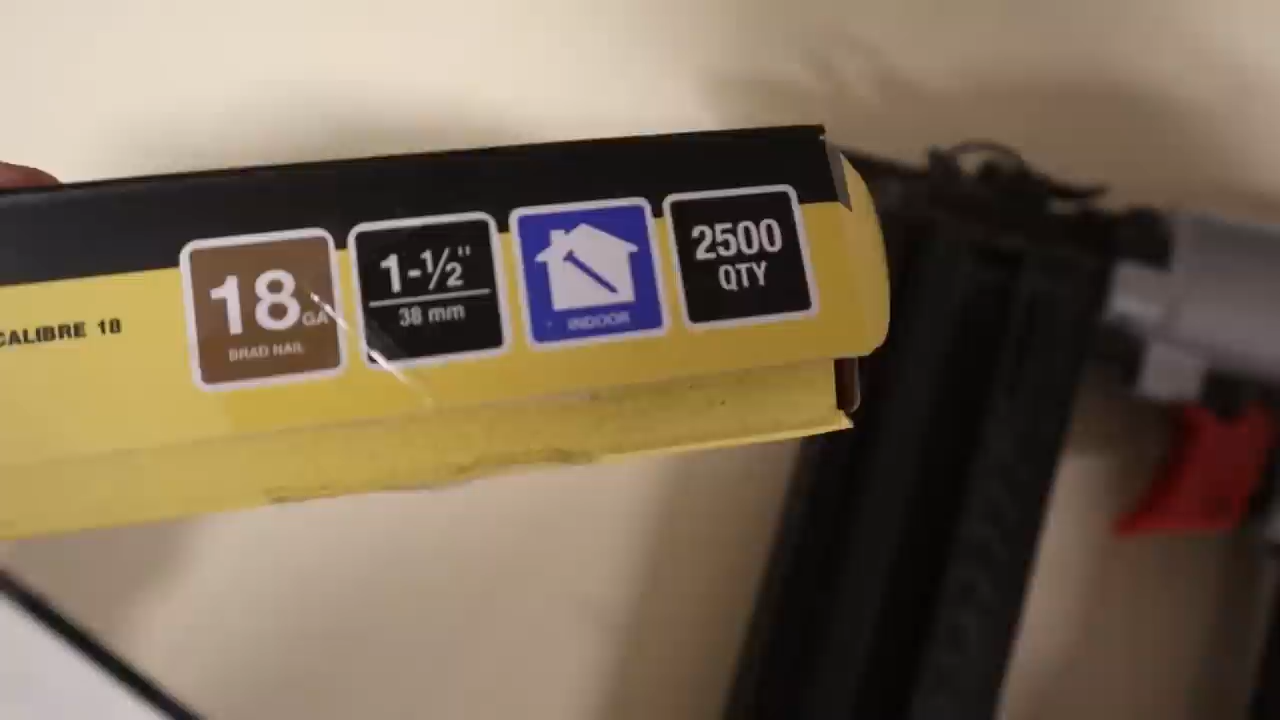 CALIBRE 18
18 GA
BRAD NAIL
1-1/2"
38 mm
INDOOR
2500
QTY